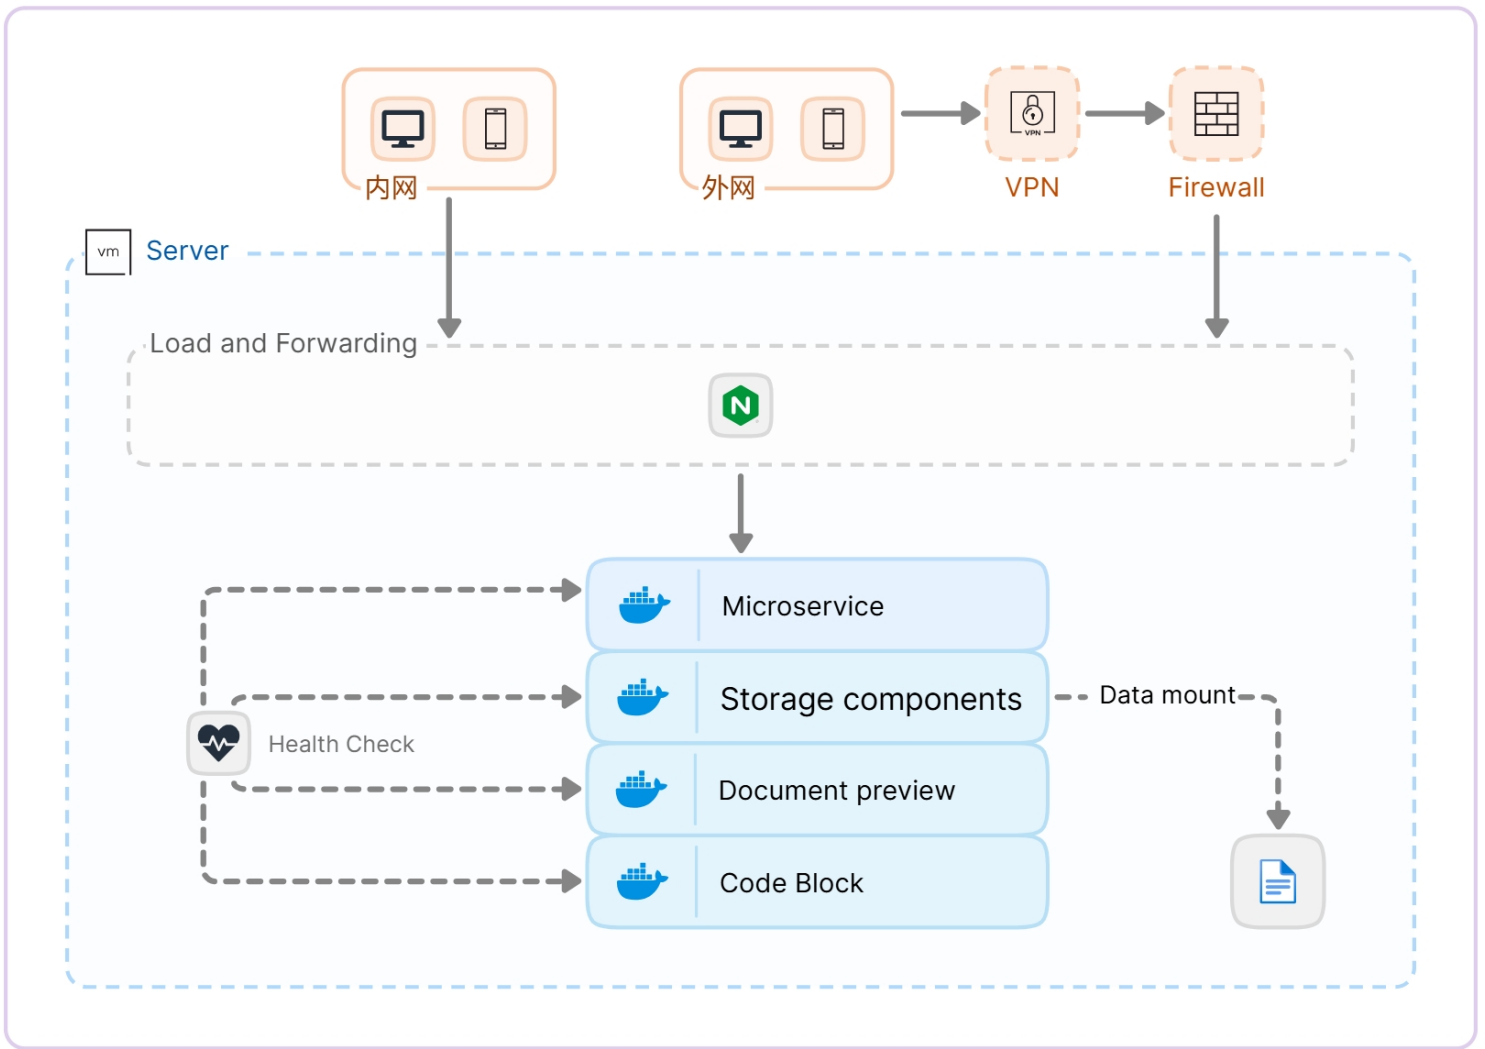 VPN
内网
外网
VPN
Firewall
vm
Server
Load and Forwarding
N
Microservice
Storage components
Data mount
Health Check
Document preview
Code Block